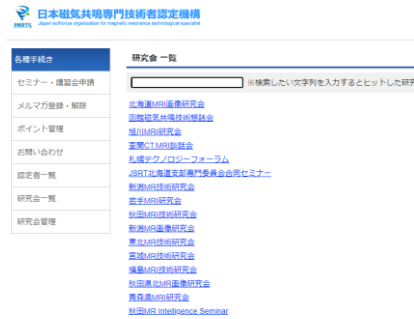 日本磁気共鳴専門技術者認定機構
Japan authorize organization for magnetic resonance technological specialist
JMRTS
各種手続き
セミナー・講習会申請
メルマガ登録・解除
ポイント管理
お問い合わせ
認定者一覧
研究会一覧
研究会管理
研究会 一覧
※検索したい文字列を入力するとヒットした研究
北海道MRI画像研究会
函館磁気共鳴技術懇話会
旭川MRI研究会
室蘭CT,MRI談話会
札幌テクノロジーフォーラム
JSRT北海道支部専門委員会合同セミナー
新潟MR技術研究会
岩手MRI研究会
秋田MRI技術研究会
新潟MR画像研究会
東北MR技術研究会
宮城MR技術研究会
福島MRI技術研究会
秋田県北MR画像研究会
青森県MRI研究会
秋田MR Intelligence Seminar